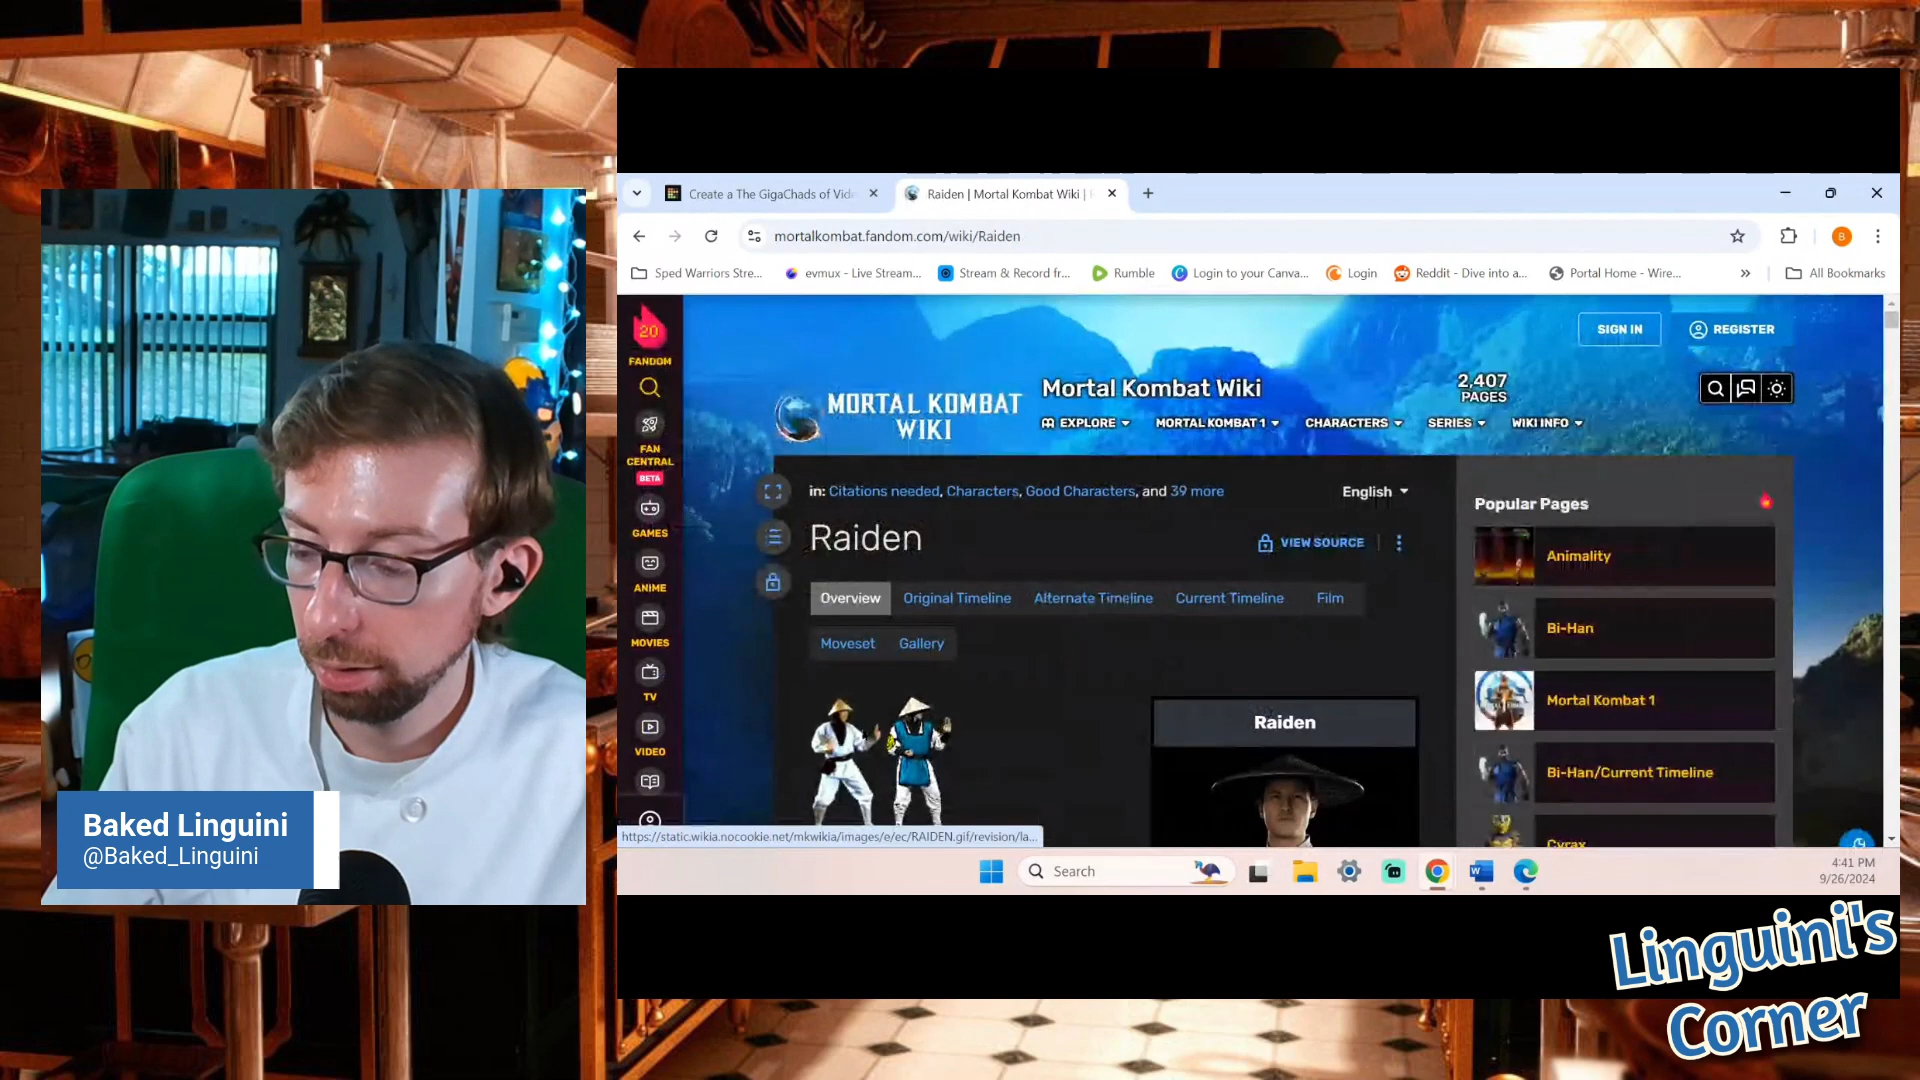 Create a The GigaChads of Vid
Raiden | Mortal Kombat Wiki |
mortalkombat.fandom.com/wiki/Raiden
B
Sped Warriors Stre...
evmux - Live Stream...
Stream & Record fr...
Rumble
Login to your Canva...
Login
Reddit - Dive into a...
Portal Home - Wire...
All Bookmarks
20
FANDOM
FAN
CENTRAL
BETA
GAMES
ANIME
MOVIES
TV
VIDEO
SIGN IN
REGISTER
MORTAL KOMBAT
WIKI
Mortal Kombat Wiki
2,407
PAGES
EXPLORE
MORTAL KOMBAT 1
CHARACTERS
SERIES
WIKI INFO
in: Citations needed, Characters, Good Characters, and 39 more
English
Raiden
VIEW SOURCE
Overview
Original Timeline
Alternate Timeline
Current Timeline
Film
Moveset
Gallery
Raiden
Popular Pages
Animality
Bi-Han
Mortal Kombat 1
Bi-Han/Current Timeline
Cyrax
https://static.wikia.nocookie.net/mkwikia/images/e/ec/RAIDEN.gif/revision/la...
Search
4:41 PM
9/26/2024
Baked Linguini
@Baked_Linguini
Linguini's
Corner